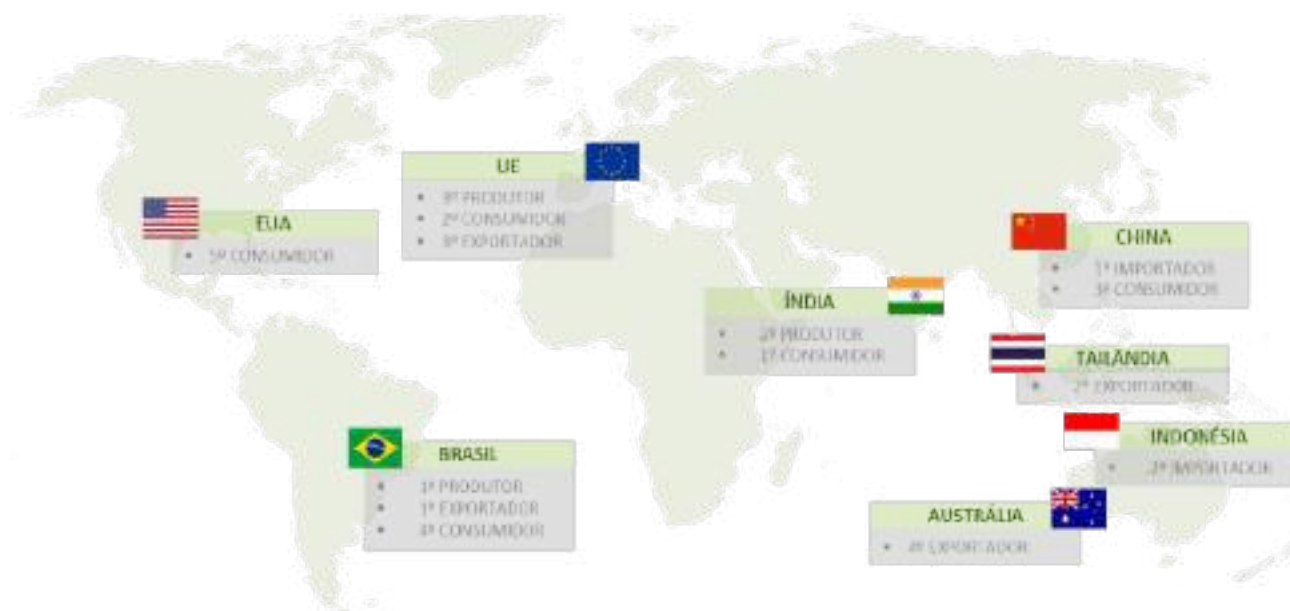 UE
3º PRODUTOR
2º CONSUMIDOR
3º EXPORTADOR
EUA
5º CONSUMIDOR
CHINA
1º IMPORTADOR
3º CONSUMIDOR
ÍNDIA
2º PRODUTOR
1º CONSUMIDOR
TAILÂNDIA
2º EXPORTADOR
INDONÉSIA
2º IMPORTADOR
BRASIL
1º PRODUTOR
1º EXPORTADOR
4º CONSUMIDOR
AUSTRÁLIA
4º EXPORTADOR